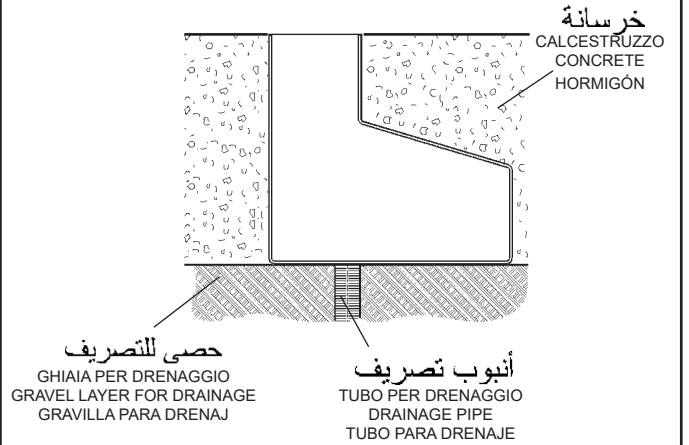 خرسانة
CALCESTRUZZO
CONCRETE
HORMIGÓN
حصى للتصريف
GHIAIA PER DRENAGGIO
GRAVEL LAYER FOR DRAINAGE
GRAVILLA PARA DRENAJ
أنبوب تصريف
TUBO PER DRENAGGIO
DRAINAGE PIPE
TUBO PARA DRENAJE